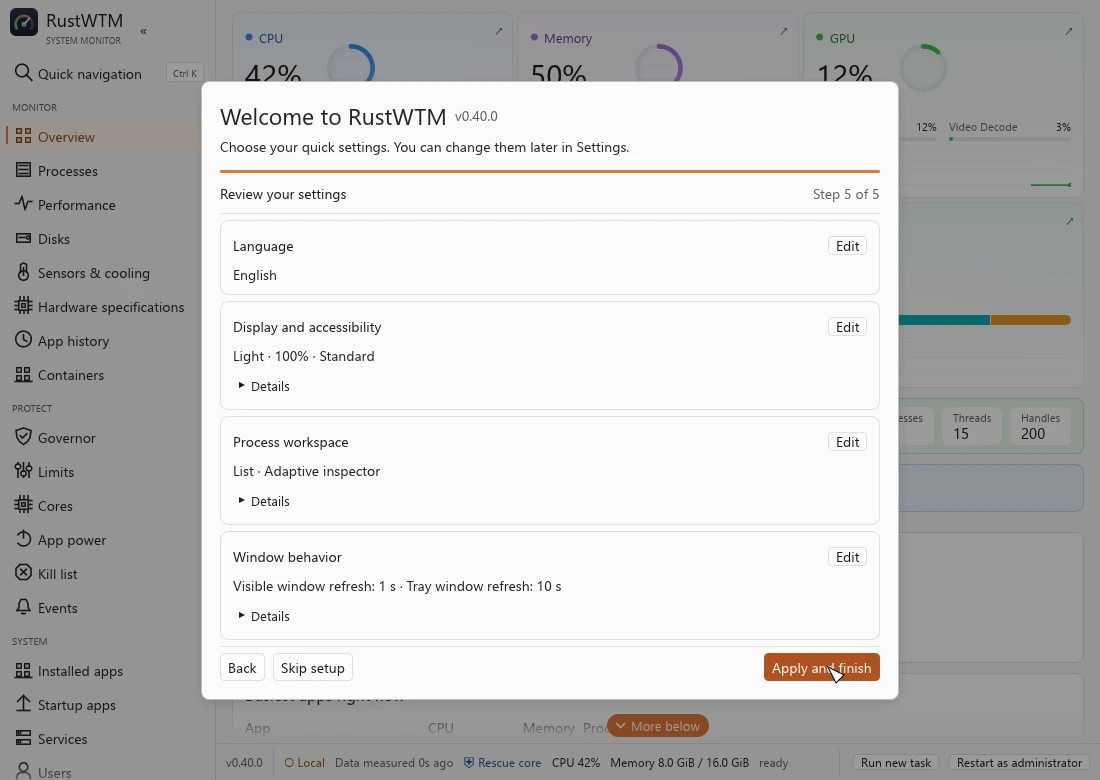 RustWTM
SYSTEM MONITOR
«
Quick navigation Ctrl K
MONITOR
Overview
Processes
Performance
Disks
Sensors & cooling
Hardware specifications
App history
Containers
PROTECT
Governor
Limits
Cores
App power
Kill list
Events
SYSTEM
Installed apps
Startup apps
Services
Users
CPU
42%
Memory
50%
GPU
12%
12% Video Decode 3%
Threads
15
Handles
200
Welcome to RustWTM v0.40.0
Choose your quick settings. You can change them later in Settings.
Review your settings Step 5 of 5
Language Edit
English
Display and accessibility Edit
Light · 100% · Standard
Details
Process workspace Edit
List · Adaptive inspector
Details
Window behavior Edit
Visible window refresh: 1 s · Tray window refresh: 10 s
Details
Back Skip setup Apply and finish
App CPU Memory
More below
v0.40.0 Local Data measured 0s ago Rescue core CPU 42% Memory 8.0 GiB / 16.0 GiB ready Run new task Restart as administrator